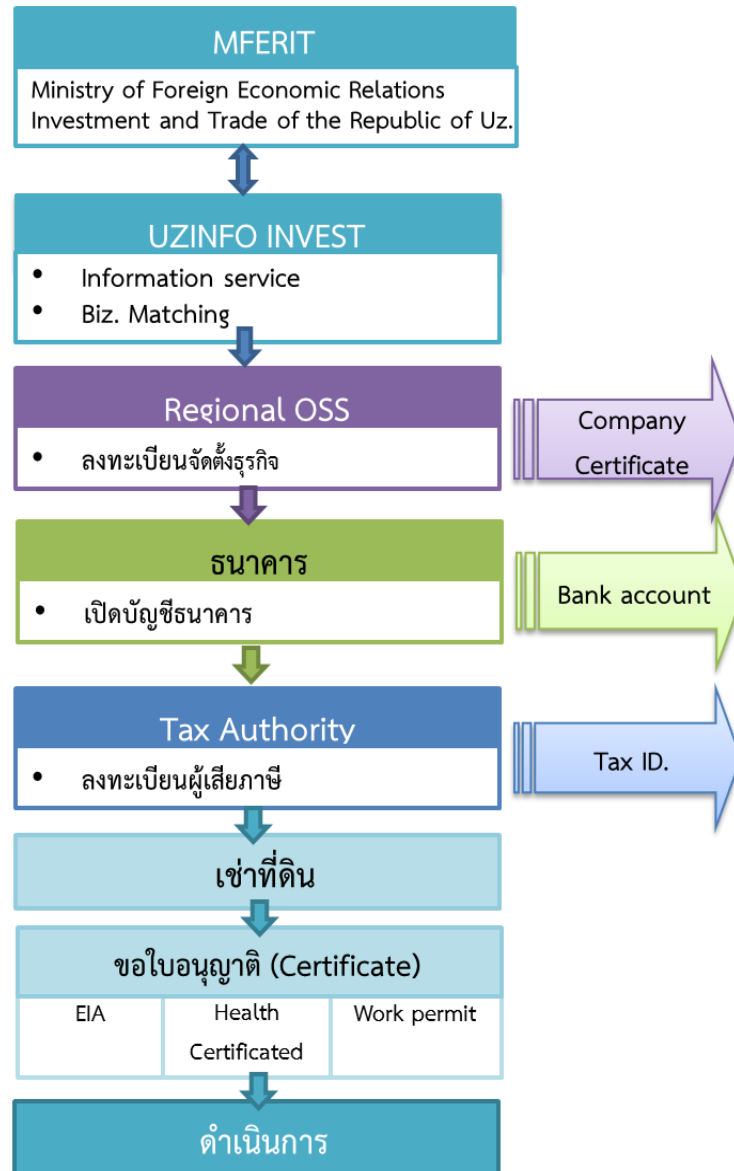 MFERIT
Ministry of Foreign Economic Relations
Investment and Trade of the Republic of Uz.
UZINFO INVEST
• Information service
• Biz. Matching
Regional OSS
• ลงทะเบียนจัดตั้งธุรกิจ
Company
Certificate
ธนาคาร
• เปิดบัญชีธนาคาร
Bank account
Tax Authority
• ลงทะเบียนผู้เสียภาษี
Tax ID.
เช่าที่ดิน
ขอใบอนุญาติ (Certificate)
EIA
Health
Certificated
Work permit
ดำเนินการ